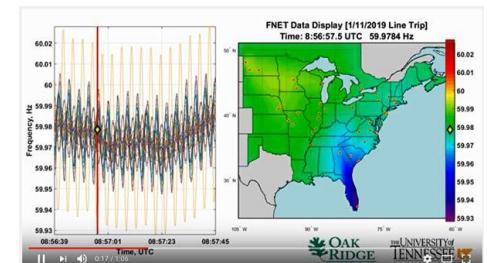 FNET Data Display [1/11/2019 Line Trip]
Time: 8:56:57.5 UTC 59.9784 Hz
Frequency, Hz
60.02
60.01
60
59.99
59.98
59.97
59.96
59.95
59.94
59.93
08:56:39
08:57:01
08:57:23
08:57:45
Time, UTC
50° N
40° N
30° N
105° W
90° W
75° W
60° W
60.02
60.01
60
59.99
59.98
59.97
59.96
59.95
59.94
59.93
OAK
RIDGE
THE UNIVERSITY of
TENNESSEE
0:17 / 1:06